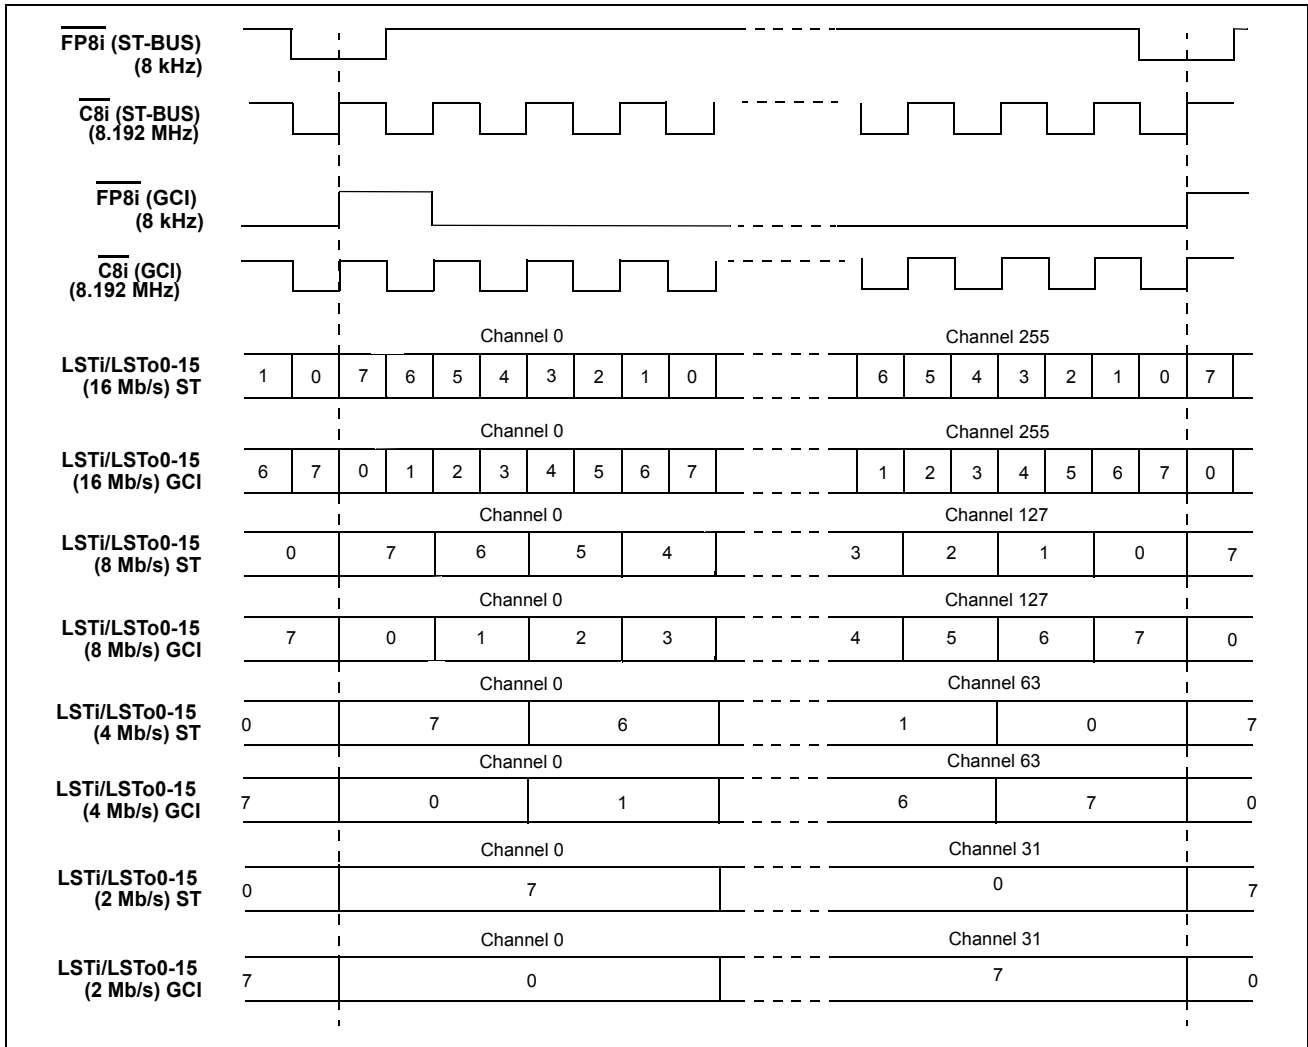 FP8i (ST-BUS)
(8 kHz)
C8i (ST-BUS)
(8.192 MHz)
FP8i (GCI)
(8 kHz)
C8i (GCI)
(8.192 MHz)
Channel 0 Channel 255
LSTi/LSTo0-15
(16 Mb/s) ST
1 0 7 6 5 4 3 2 1 0 6 5 4 3 2 1 0 7
Channel 0 Channel 255
LSTi/LSTo0-15
(16 Mb/s) GCI
6 7 0 1 2 3 4 5 6 7 1 2 3 4 5 6 7 0
Channel 0 Channel 127
LSTi/LSTo0-15
(8 Mb/s) ST
0 7 6 5 4 3 2 1 0 7
Channel 0 Channel 127
LSTi/LSTo0-15
(8 Mb/s) GCI
7 0 1 2 3 4 5 6 7 0
Channel 0 Channel 63
LSTi/LSTo0-15
(4 Mb/s) ST
0 7 6 1 0 7
Channel 0 Channel 63
LSTi/LSTo0-15
(4 Mb/s) GCI
7 0 1 6 7 0
Channel 0 Channel 31
LSTi/LSTo0-15
(2 Mb/s) ST
0 7 0 7
Channel 0 Channel 31
LSTi/LSTo0-15
(2 Mb/s) GCI
7 0 7 0